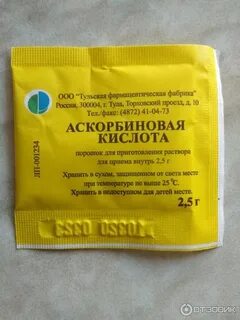 ООО "Тульская фармацевтическая фабрика"
Россия, 300004, г. Тула, Торховский проезд, д. 10
Тел./факс: (4872) 41-04-73
АСКОРБИНОВАЯ
КИСЛОТА
порошок для приготовления раствора
для приема внутрь 2,5 г
Хранить в сухом, защищенном от света месте
при температуре не выше 25°С.
Хранить в недоступном для детей месте.
2,5 г
ЛП-001234
ОТЗОВИК